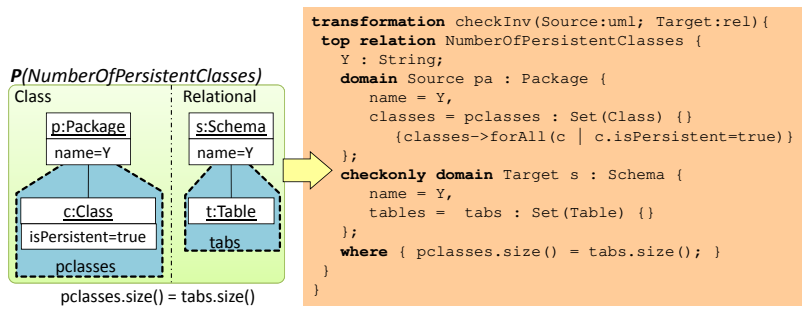 P(NumberOfPersistentClasses)
Class
Relational
p:Package
name=Y
s:Schema
name=Y
c:Class
isPersistent=true
pclasses
t:Table
tabs
pclasses.size() = tabs.size()
transformation checkInv(Source:uml; Target:rel){
top relation NumberOfPersistentClasses {
Y : String;
domain Source pa : Package {
name = Y,
classes = pclasses : Set(Class) {}
{classes->forAll(c | c.isPersistent=true)}
};
checkonly domain Target s : Schema {
name = Y,
tables = tabs : Set(Table) {}
};
where { pclasses.size() = tabs.size(); }
}
}